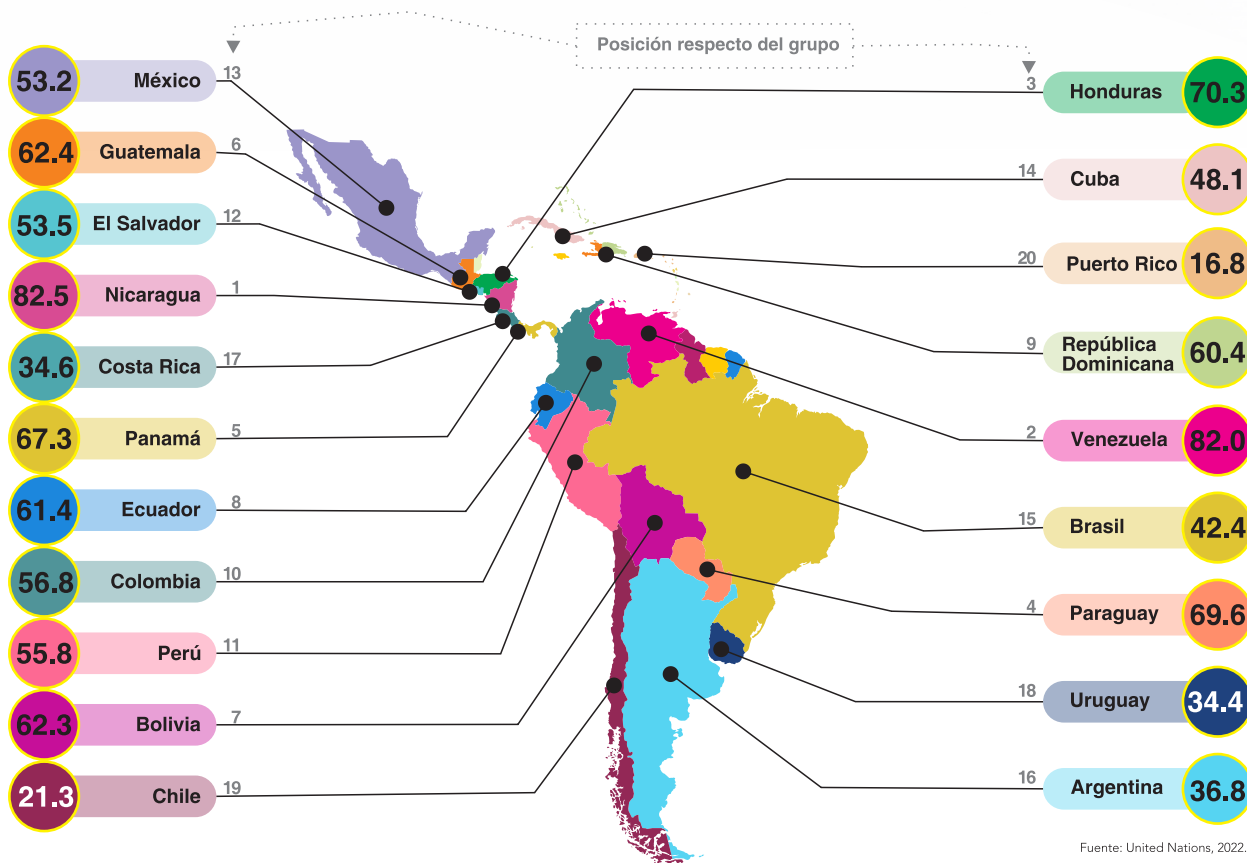 Posición respecto del grupo
53.2 México 13
62.4 Guatemala 6
53.5 El Salvador 12
82.5 Nicaragua 1
34.6 Costa Rica 17
67.3 Panamá 5
61.4 Ecuador 8
56.8 Colombia 10
55.8 Perú 11
62.3 Bolivia 7
21.3 Chile 19
3 Honduras 70.3
14 Cuba 48.1
20 Puerto Rico 16.8
9 República
Dominicana 60.4
2 Venezuela 82.0
15 Brasil 42.4
4 Paraguay 69.6
18 Uruguay 34.4
16 Argentina 36.8
Fuente: United Nations, 2022.